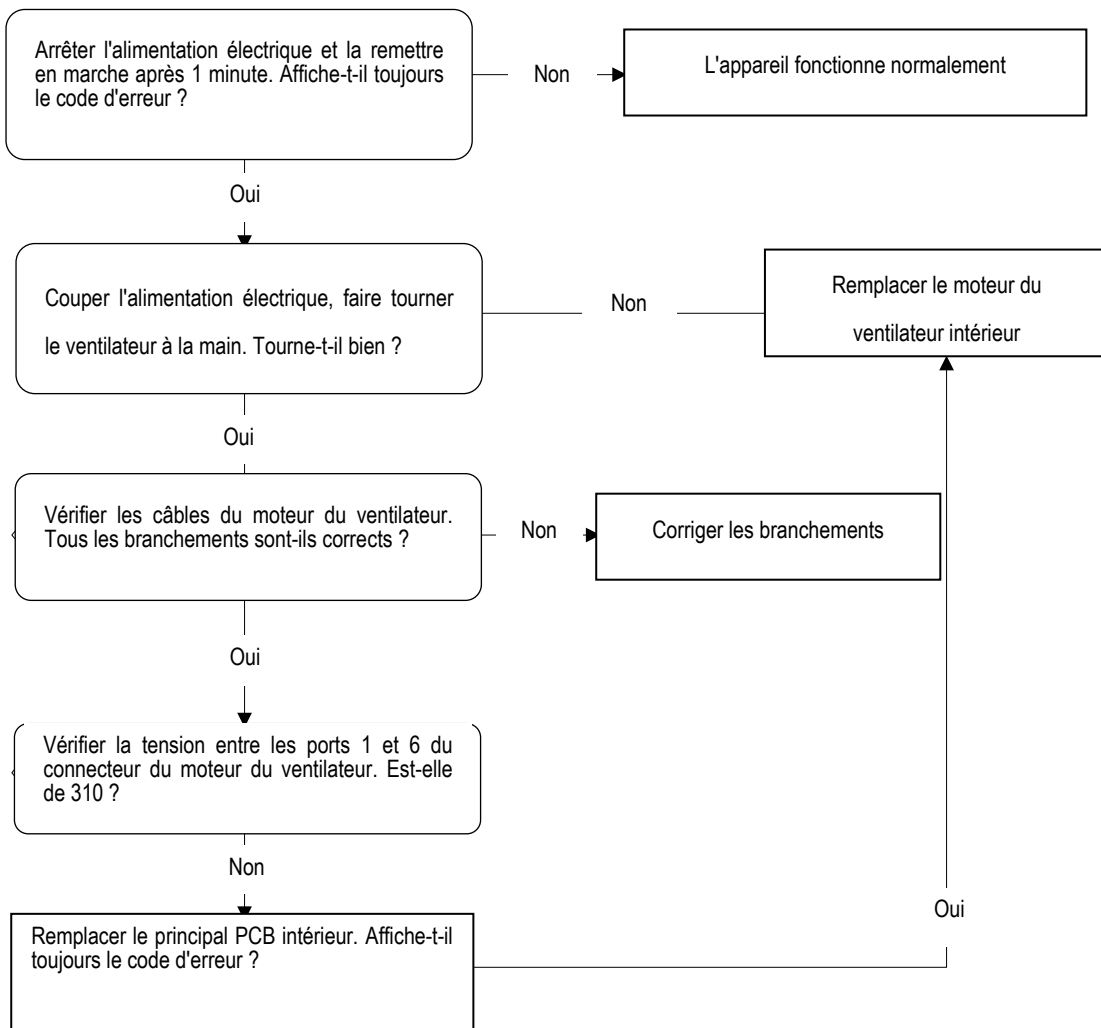 Arrêter l'alimentation électrique et la remettre
en marche après 1 minute. Affiche-t-il toujours
le code d'erreur ?
Non
L'appareil fonctionne normalement
Oui
Couper l'alimentation électrique, faire tourner
le ventilateur à la main. Tourne-t-il bien ?
Non
Remplacer le moteur du
ventilateur intérieur
Oui
Vérifier les câbles du moteur du ventilateur.
Tous les branchements sont-ils corrects ?
Non
Corriger les branchements
Oui
Vérifier la tension entre les ports 1 et 6 du
connecteur du moteur du ventilateur. Est-elle
de 310 ?
Non
Oui
Remplacer le principal PCB intérieur. Affiche-t-il
toujours le code d'erreur ?